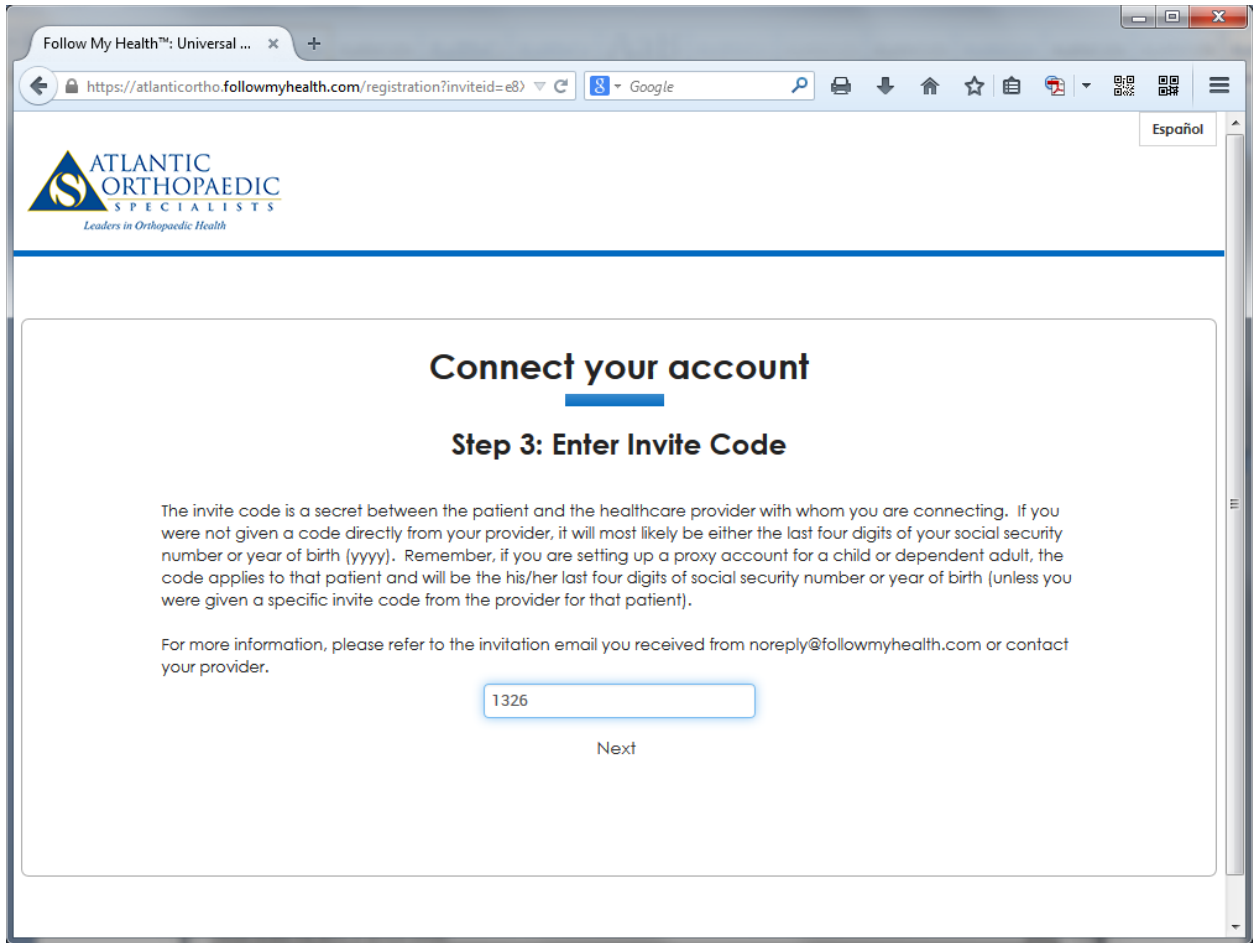 Follow My Health™: Universal ...
https://atlanticortho.followmyhealth.com/registration?inviteid=e8
Google
Español
ATLANTIC
ORTHOPAEDIC
SPECIALISTS
Leaders in Orthopaedic Health
Connect your account
Step 3: Enter Invite Code
The invite code is a secret between the patient and the healthcare provider with whom you are connecting. If you
were not given a code directly from your provider, it will most likely be either the last four digits of your social security
number or year of birth (yyyy). Remember, if you are setting up a proxy account for a child or dependent adult, the
code applies to that patient and will be the his/her last four digits of social security number or year of birth (unless you
were given a specific invite code from the provider for that patient).
For more information, please refer to the invitation email you received from noreply@followmyhealth.com or contact
your provider.
1326
Next